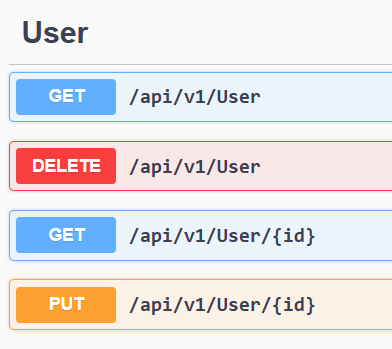 User
GET /api/v1/User
DELETE /api/v1/User
GET /api/v1/User/{id}
PUT /api/v1/User/{id}